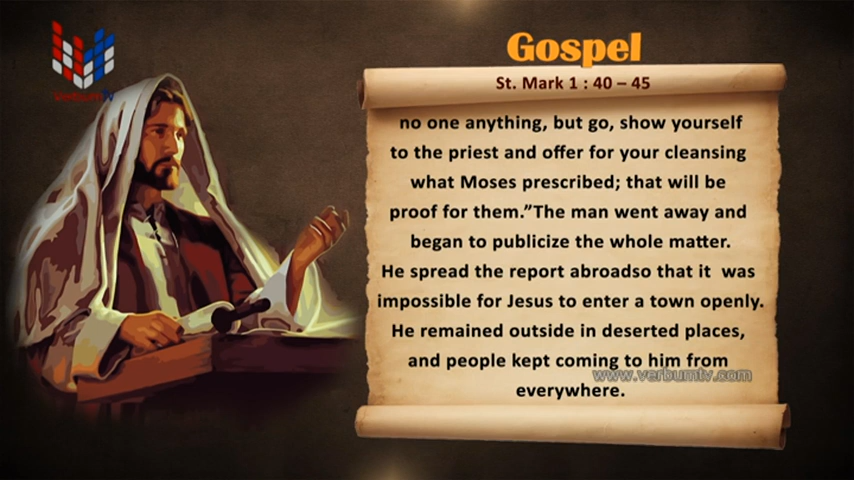 VerbumTv
Gospel
St. Mark 1 : 40 – 45
no one anything, but go, show yourself
to the priest and offer for your cleansing
what Moses prescribed; that will be
proof for them.”The man went away and
began to publicize the whole matter.
He spread the report abroadso that it  was
impossible for Jesus to enter a town openly.
He remained outside in deserted places,
and people kept coming to him from
www.verbumtv.com
everywhere.